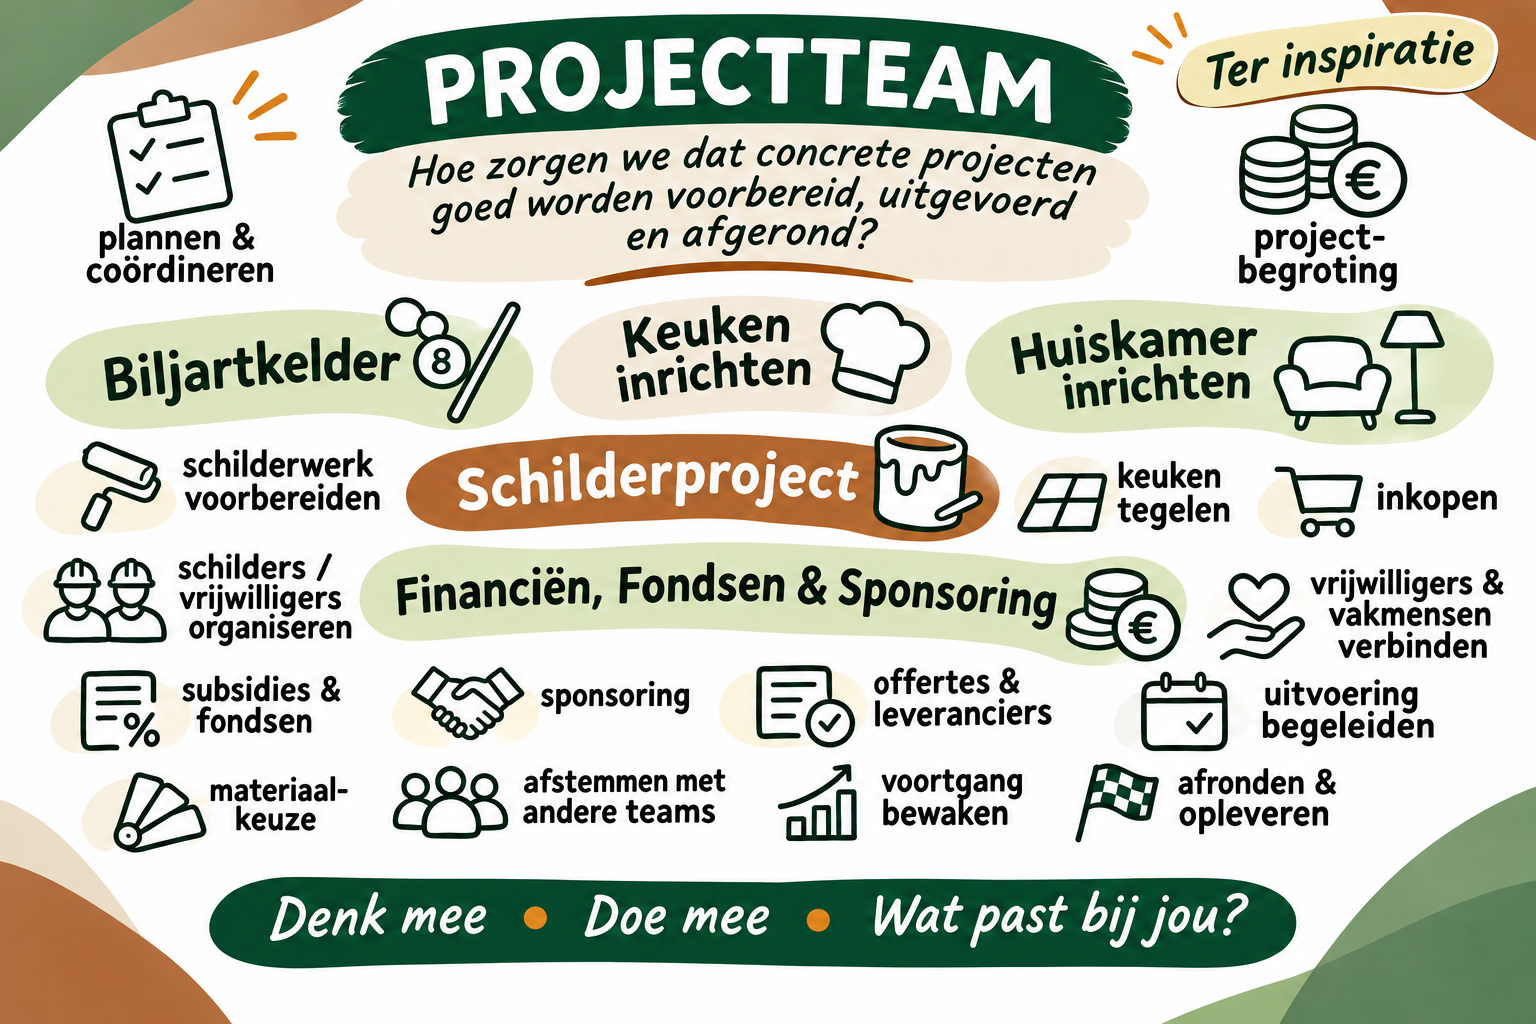 PROJECTTEAM
Ter inspiratie
Hoe zorgen we dat concrete projecten
goed worden voorbereid, uitgevoerd
en afgerond?
plannen &
coördineren
€
project-
begroting
Biljartkelder
8
Keuken
inrichten
Huiskamer
inrichten
schilderwerk
voorbereiden
Schilderproject
keuken
tegelen
inkopen
schilders /
vrijwilligers
organiseren
Financiën, Fondsen & Sponsoring
€
vrijwilligers &
vakmensen
verbinden
%
subsidies &
fondsen
sponsoring
offertes &
leveranciers
uitvoering
begeleiden
materiaal-
keuze
afstemmen met
andere teams
voortgang
bewaken
afronden &
opleveren
Denk mee • Doe mee • Wat past bij jou?